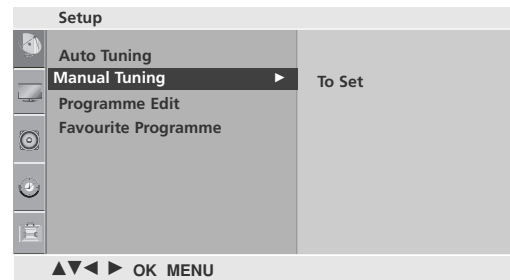 Setup
Auto Tuning
Manual Tuning ►
To Set
Programme Edit
Favourite Programme
▲▼◄ ► OK MENU